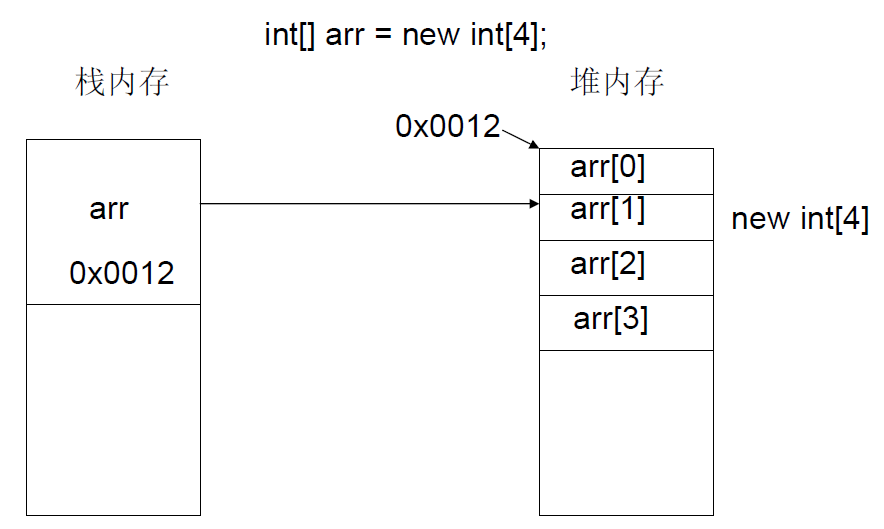 int[] arr = new int[4];
栈内存
堆内存
0x0012
arr[0]
arr
arr[1]
new int[4]
0x0012
arr[2]
arr[3]